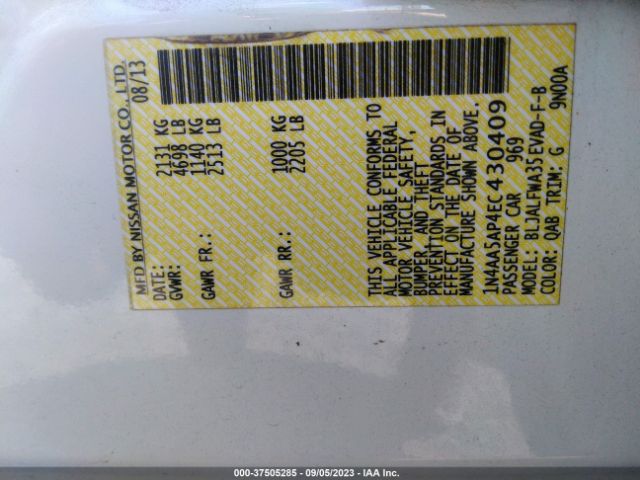 MFD BY NISSAN MOTOR CO., LTD.
DATE: 08/13
GVWR: 2131 KG
4698 LB
GAWR FR.: 1140 KG
2513 LB
GAWR RR.: 1000 KG
2205 LB
THIS VEHICLE CONFORMS TO
ALL APPLICABLE FEDERAL
MOTOR VEHICLE SAFETY,
BUMPER, AND THEFT
PREVENTION STANDARDS IN
EFFECT ON THE DATE OF
MANUFACTURE SHOWN ABOVE.
1N4AA5AP4EC430409
PASSENGER CAR 969
MODEL: BLJALFWA35EVAD-F-B
COLOR: QAB TRIM: G 9N00A
000-37505285 - 09/05/2023 - IAA Inc.